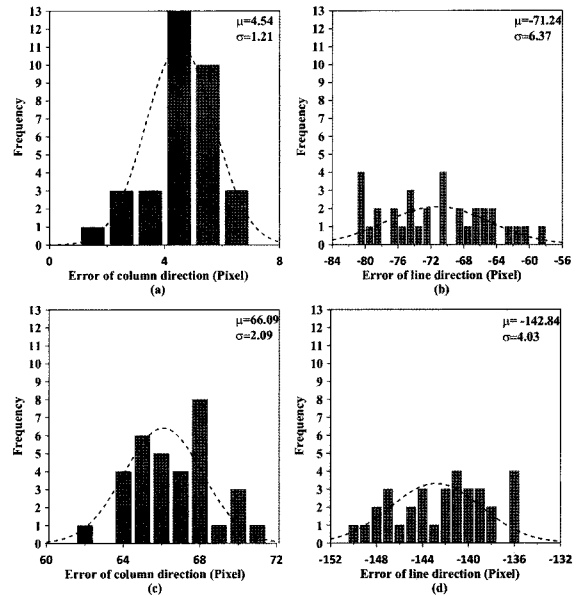 13
12
11
10
9
8
7
6
5
4
3
2
1
0
Frequency
μ=4.54
σ=1.21
0 4 8
Error of column direction (Pixel)
(a)
13
12
11
10
9
8
7
6
5
4
3
2
1
0
Frequency
μ=-71.24
σ=6.37
-84 -80 -76 -72 -68 -64 -60 -56
Error of line direction (Pixel)
(b)
13
12
11
10
9
8
7
6
5
4
3
2
1
0
Frequency
μ=66.09
σ=2.09
60 64 68 72
Error of column direction (Pixel)
(c)
13
12
11
10
9
8
7
6
5
4
3
2
1
0
Frequency
μ= -142.84
σ=4.03
-152 -148 -144 -140 -136 -132
Error of line direction (Pixel)
(d)